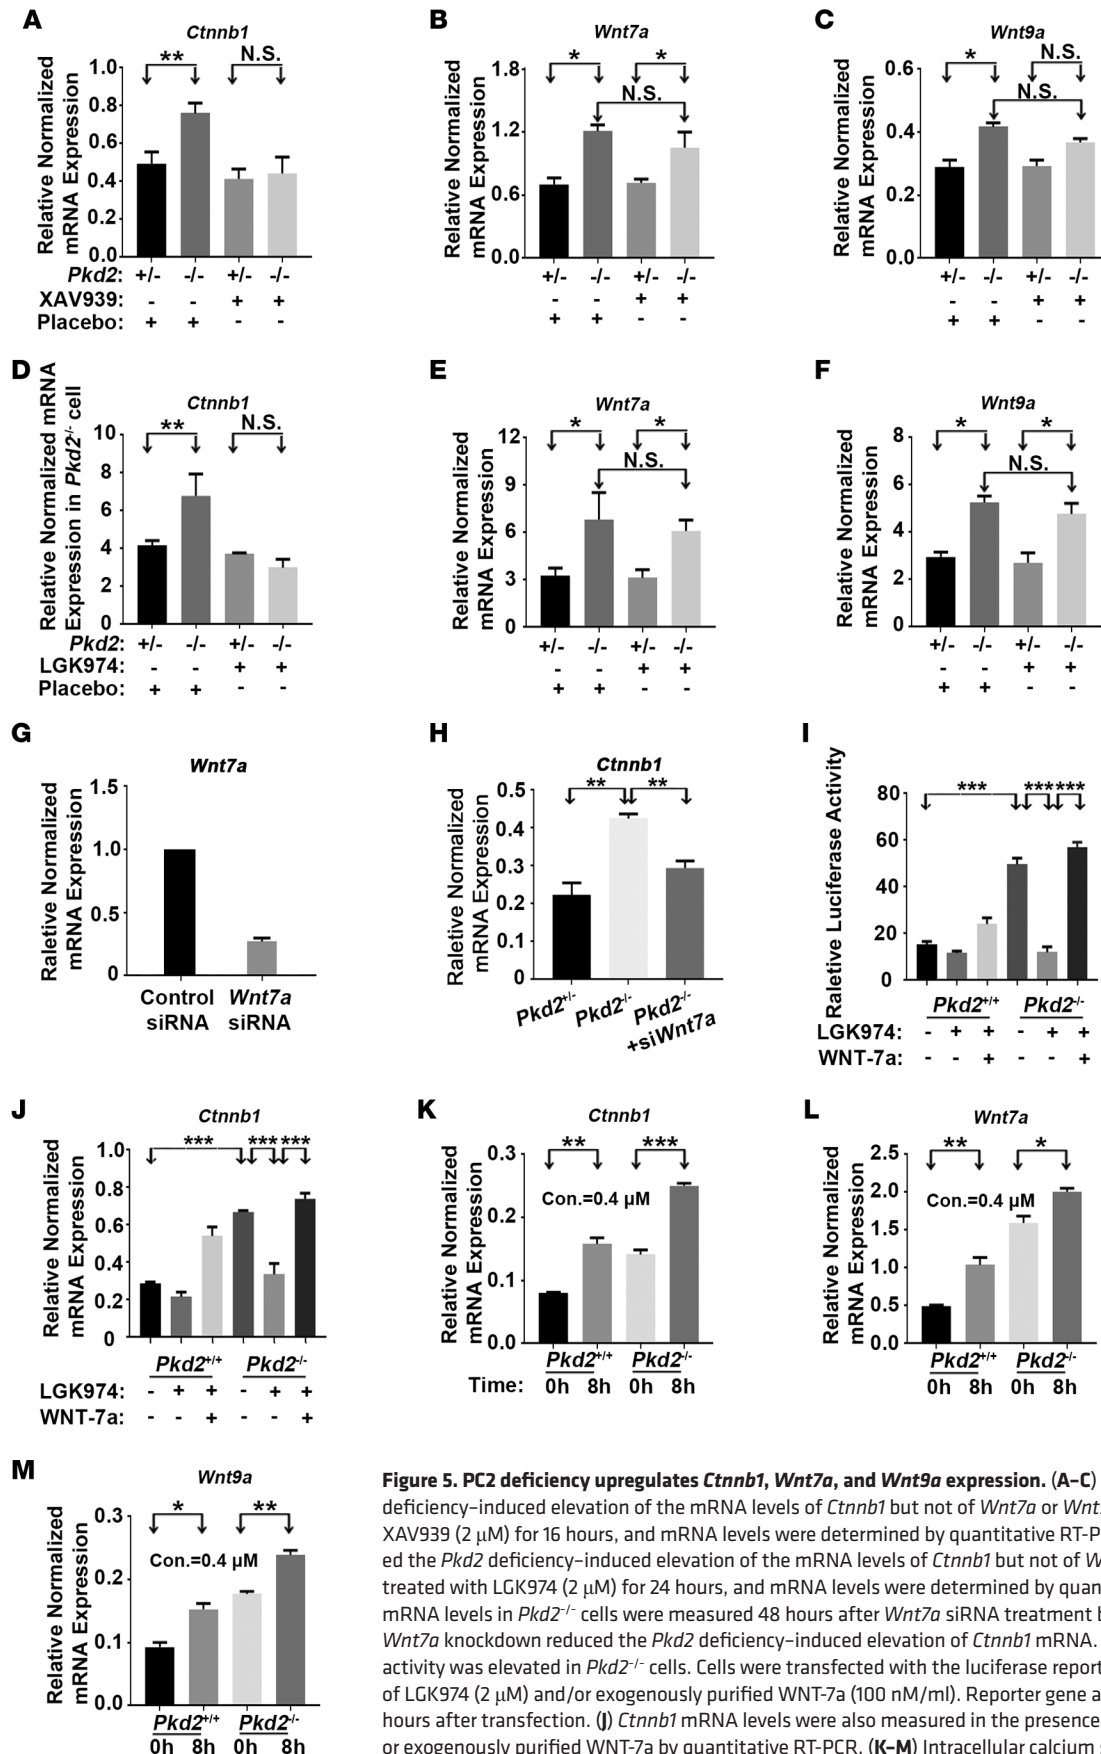 A
Ctnnb1
Relative Normalized
mRNA Expression
1.0
0.8
0.6
0.4
0.2
0.0
**
N.S.
Pkd2: +/- -/- +/- -/-
XAV939: - - + +
Placebo: + + - -
B
Wnt7a
Relative Normalized
mRNA Expression
1.8
1.2
0.6
0.0
*
*
N.S.
+/- -/- +/- -/-
- - + +
+ + - -
C
Wnt9a
Relative Normalized
mRNA Expression
0.6
0.4
0.2
0.0
*
N.S.
N.S.
+/- -/- +/- -/-
- - + +
+ + - -
D
Ctnnb1
Relative Normalized mRNA
Expression in Pkd2-/- cell
10
8
6
4
2
0
**
N.S.
Pkd2: +/- -/- +/- -/-
LGK974: - - + +
Placebo: + + - -
E
Wnt7a
Relative Normalized
mRNA Expression
12
9
6
3
0
*
*
N.S.
+/- -/- +/- -/-
- - + +
+ + - -
F
Wnt9a
Relative Normalized
mRNA Expression
8
6
4
2
0
*
*
N.S.
+/- -/- +/- -/-
- - + +
+ + - -
G
Wnt7a
Raletive Normalized
mRNA Expression
1.5
1.0
0.5
0
Control Wnt7a
siRNA siRNA
H
Ctnnb1
Raletive Normalized
mRNA Expression
0.5
0.4
0.3
0.2
0.1
0
**
**
Pkd2+/-
Pkd2-/-
Pkd2-/-
+siWnt7a
I
Raletive Luciferase Activity
80
60
40
20
0
***
***
***
Pkd2+/+ Pkd2-/-
LGK974: - + + - + +
WNT-7a: - - + - - +
J
Ctnnb1
Relative Normalized
mRNA Expression
1.0
0.8
0.6
0.4
0.2
0
***
***
***
Pkd2+/+ Pkd2-/-
LGK974: - + + - + +
WNT-7a: - - + - - +
K
Ctnnb1
Relative Normalized
mRNA Expression
0.3
0.2
0.1
0.0
**
***
Con.=0.4 µM
Pkd2+/+ Pkd2-/-
Time: 0h 8h 0h 8h
L
Wnt7a
Relative Normalized
mRNA Expression
2.5
2.0
1.5
1.0
0.5
0.0
**
*
Con.=0.4 µM
Pkd2+/+ Pkd2-/-
0h 8h 0h 8h
M
Wnt9a
Relative Normalized
mRNA Expression
0.3
0.2
0.1
0.0
*
**
Con.=0.4 µM
Pkd2+/+ Pkd2-/-
0h 8h 0h 8h
Figure 5. PC2 deficiency upregulates Ctnnb1, Wnt7a, and Wnt9a expression. (A–C)
deficiency–induced elevation of the mRNA levels of Ctnnb1 but not of Wnt7a or
XAV939 (2 µM) for 16 hours, and mRNA levels were determined by quantitative
ed the Pkd2 deficiency–induced elevation of the mRNA levels of Ctnnb1 but not of
treated with LGK974 (2 µM) for 24 hours, and mRNA levels were determined by
mRNA levels in Pkd2-/- cells were measured 48 hours after Wnt7a siRNA treatment
Wnt7a knockdown reduced the Pkd2 deficiency–induced elevation of Ctnnb1 mRNA.
activity was elevated in Pkd2-/- cells. Cells were transfected with the luciferase
of LGK974 (2 µM) and/or exogenously purified WNT-7a (100 nM/ml). Reporter gene
hours after transfection. (J) Ctnnb1 mRNA levels were also measured in the presence
or exogenously purified WNT-7a by quantitative RT-PCR. (K–M) Intracellular calcium